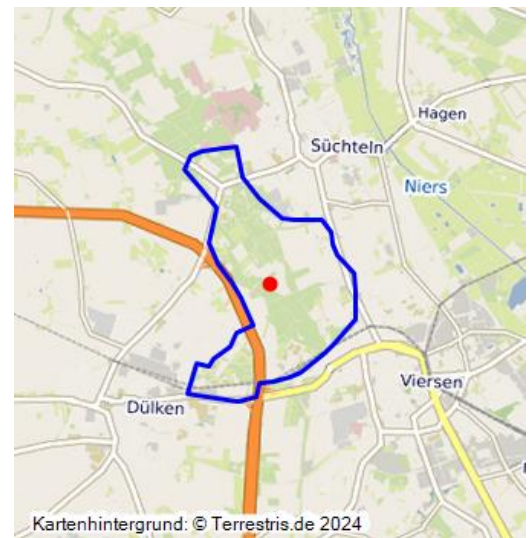 Hagen
Süchteln
Niers
Viersen
Dülken
Kartenhintergrund: © Terrestris.de 2024